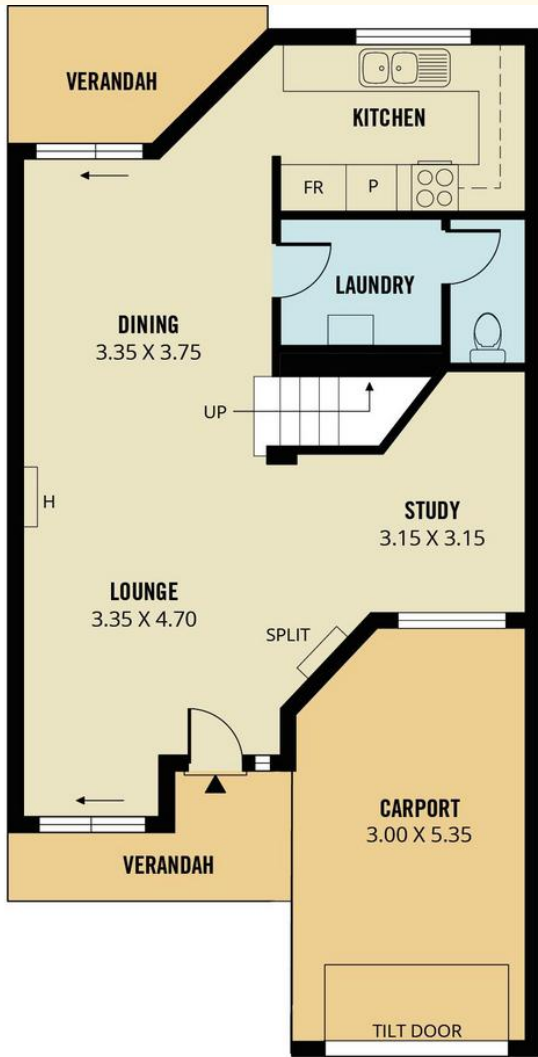 VERANDAH
KITCHEN
FR
P
LAUNDRY
DINING
3.35 X 3.75
UP
H
STUDY
3.15 X 3.15
LOUNGE
3.35 X 4.70
SPLIT
CARPORT
3.00 X 5.35
VERANDAH
TILT DOOR